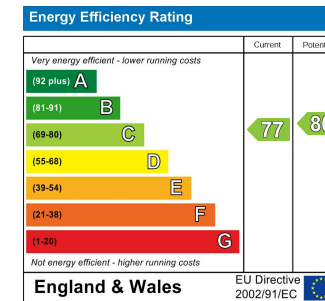 Energy Efficiency Rating
Current
Very energy efficient - lower running costs
(92 plus) A
(81-91) B
(69-80) C
77
(55-68) D
(39-54) E
(21-38) F
(1-20) G
Not energy efficient - higher running costs
England & Wales
EU Directive
2002/91/EC